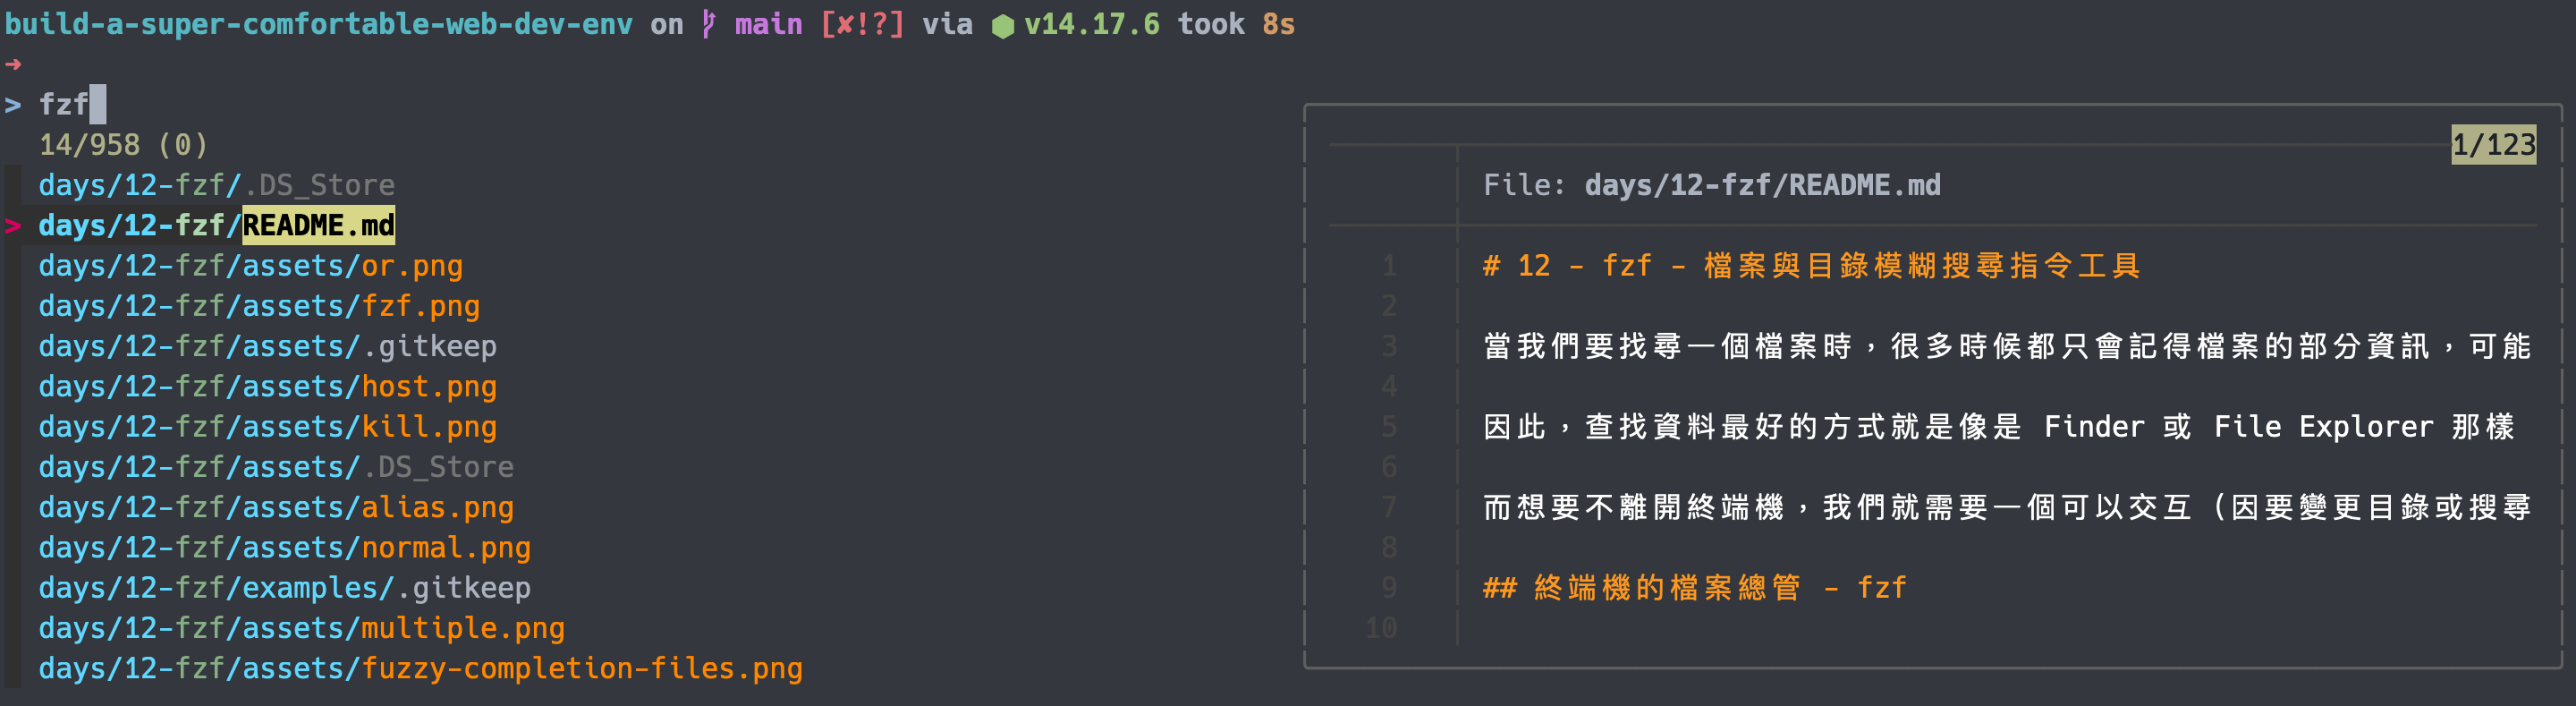 build-a-super-comfortable-web-dev-env on main [✘!?] via ⬢ v14.17.6 took 8s
➜
> fzf
14/958 (0)
days/12-fzf/.DS_Store
> days/12-fzf/README.md
days/12-fzf/assets/or.png
days/12-fzf/assets/fzf.png
days/12-fzf/assets/.gitkeep
days/12-fzf/assets/host.png
days/12-fzf/assets/kill.png
days/12-fzf/assets/.DS_Store
days/12-fzf/assets/alias.png
days/12-fzf/assets/normal.png
days/12-fzf/examples/.gitkeep
days/12-fzf/assets/multiple.png
days/12-fzf/assets/fuzzy-completion-files.png
1/123
File: days/12-fzf/README.md
1 # 12 - fzf - 檔案與目錄模糊搜尋指令工具
2
3 當我們要找尋一個檔案時，很多時候都只會記得檔案的部分資訊，可能
4
5 因此，查找資料最好的方式就是像是 Finder 或 File Explorer 那樣
6
7 而想要不離開終端機，我們就需要一個可以交互 (因要變更目錄或搜尋
8
9 ## 終端機的檔案總管 - fzf
10